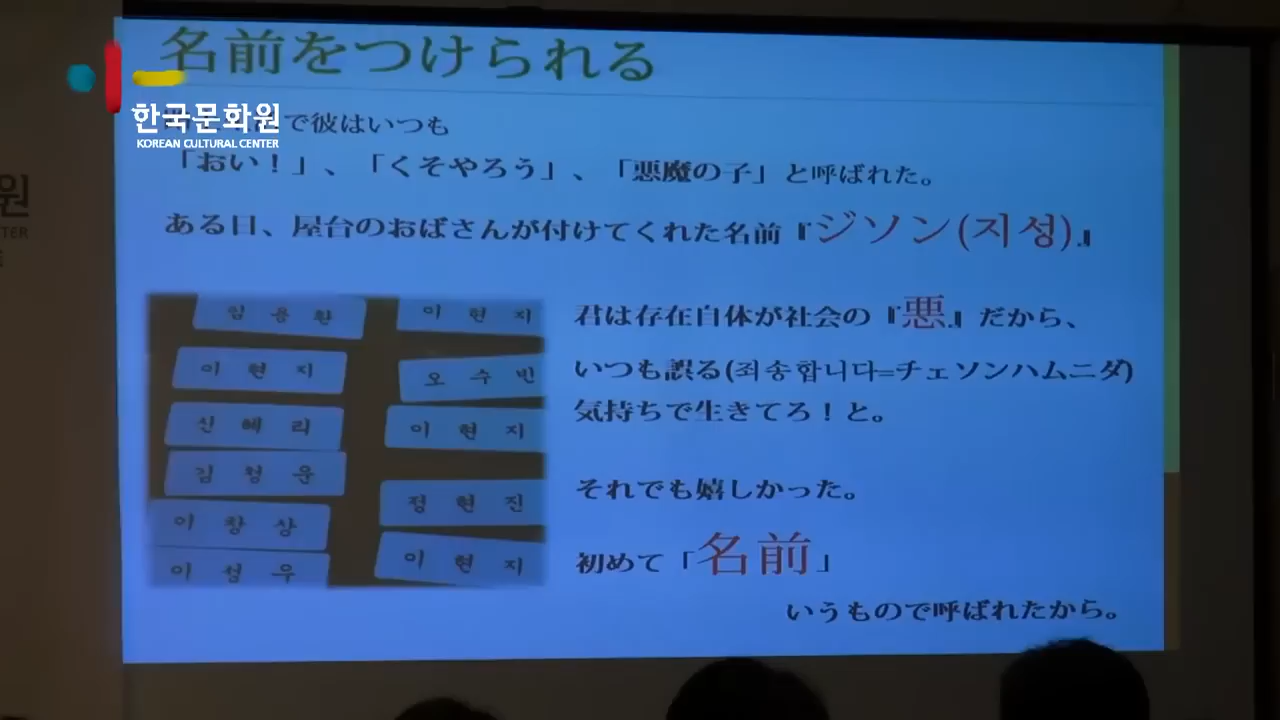 名前をつけられる
한국문화원
KOREAN CULTURAL CENTER
で彼はいつも
「おい！」、「くそやろう」、「悪魔の子」と呼ばれた。
ある日、屋台のおばさんが付けてくれた名前『ジソン(지성)』
君は存在自体が社会の『悪』だから、
いつも誤る(죄송합니다=チェソンハムニダ)
気持ちで生きてろ！と。
それでも嬉しかった。
初めて「名前」
いうもので呼ばれたから。
임 용 환
이 현 지
이 현 지
오 수 빈
신 혜 리
이 현 지
김 청 운
정 현 진
이 창 상
이 현 지
이 성 우
원
TER